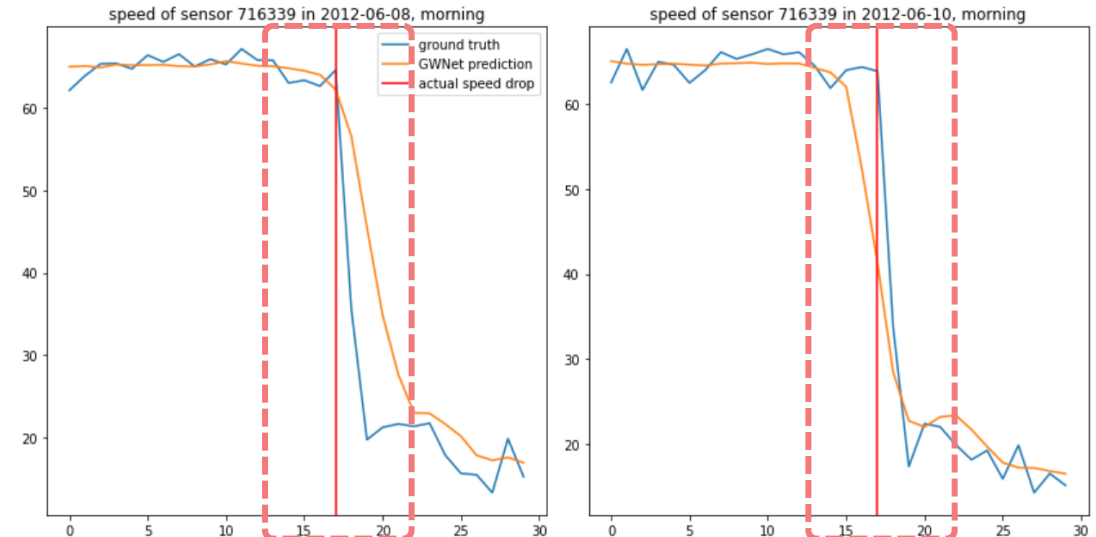 speed of sensor 716339 in 2012-06-08, morning
ground truth
GWNet prediction
actual speed drop
60
50
40
30
20
0 5 10 15 20 25 30
speed of sensor 716339 in 2012-06-10, morning
60
50
40
30
20
0 5 10 15 20 25 30